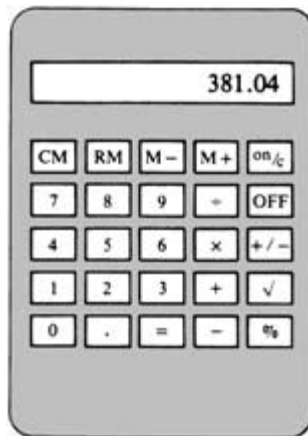 381.04
CM RM M− M+ on/c
7 8 9 ÷ OFF
4 5 6 × +/−
1 2 3 + √
0 . = − %